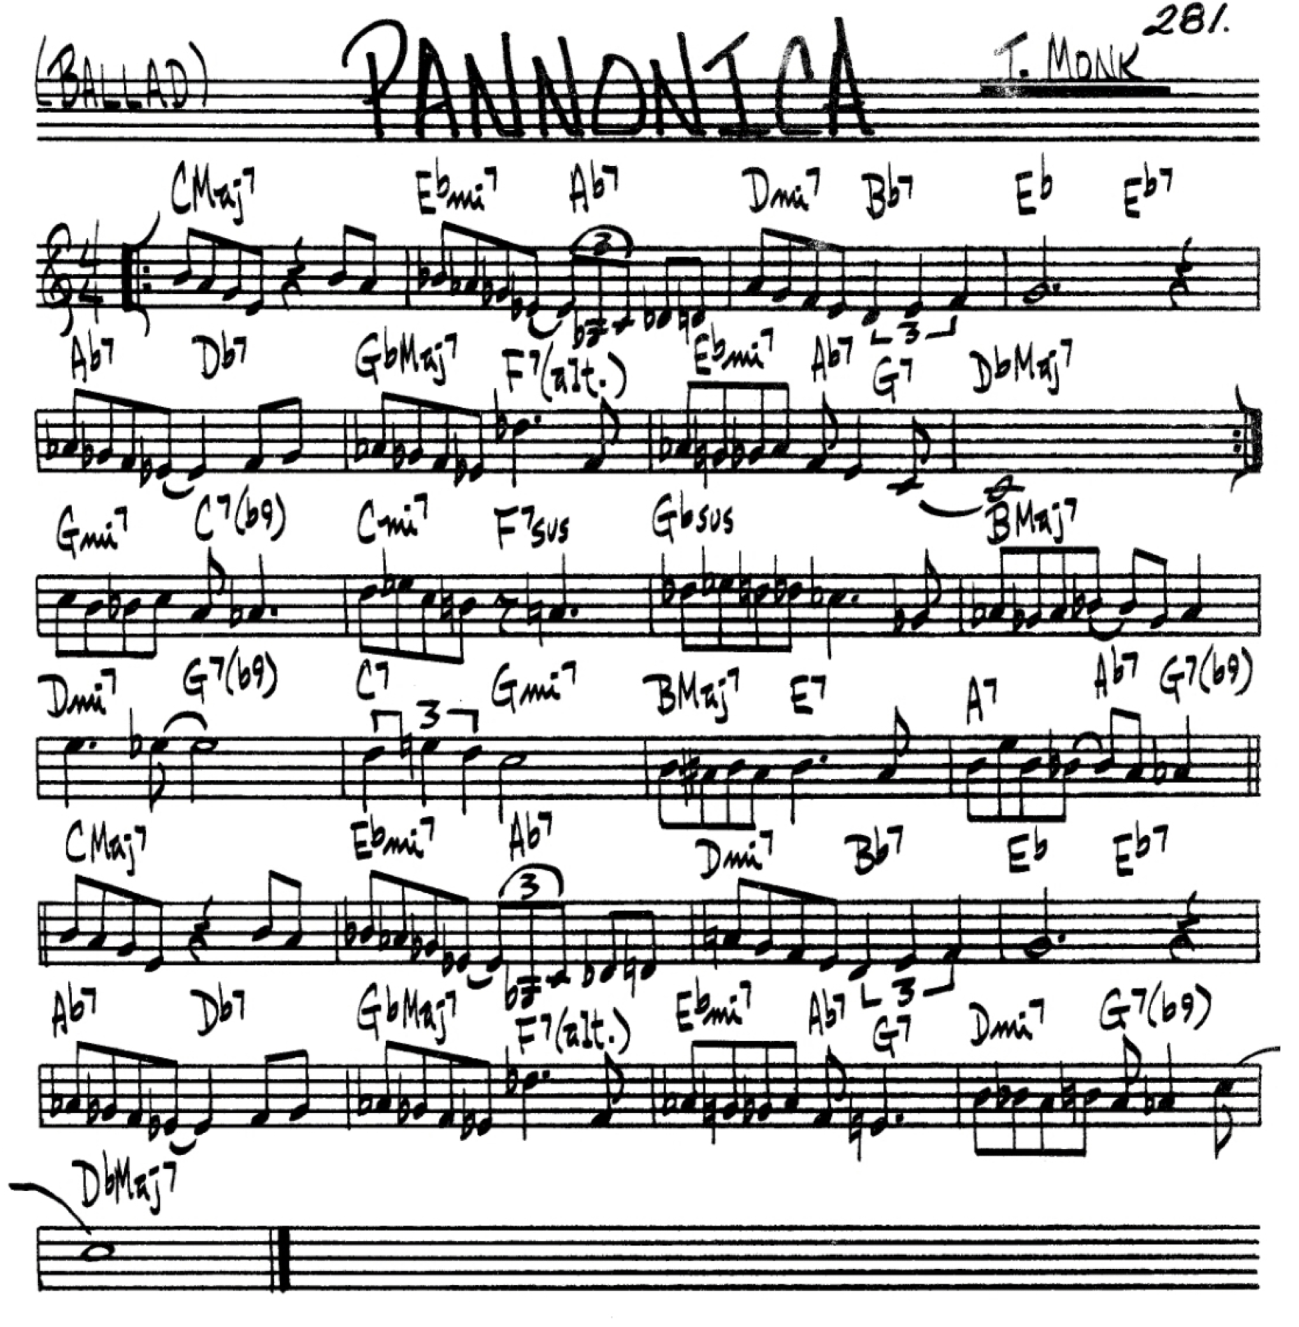 281.
(BALLAD) PANNONICA T. MONK
CMaj7 Ebmi7 Ab7 Dmi7 Bb7 Eb Eb7
4 4 3 3
Ab7 Db7 GbMaj7 F7(alt.) Ebmi7 Ab7 G7 DbMaj7
Gmi7 C7(b9) Cmi7 F7sus Gbsus BMaj7
Dmi7 G7(b9) C7 Gmi7 BMaj7 E7 A7 Ab7 G7(b9)
3
CMaj7 Ebmi7 Ab7 Dmi7 Bb7 Eb Eb7
3 3
Ab7 Db7 GbMaj7 F7(alt.) Ebmi7 Ab7 G7 Dmi7 G7(b9)
DbMaj7